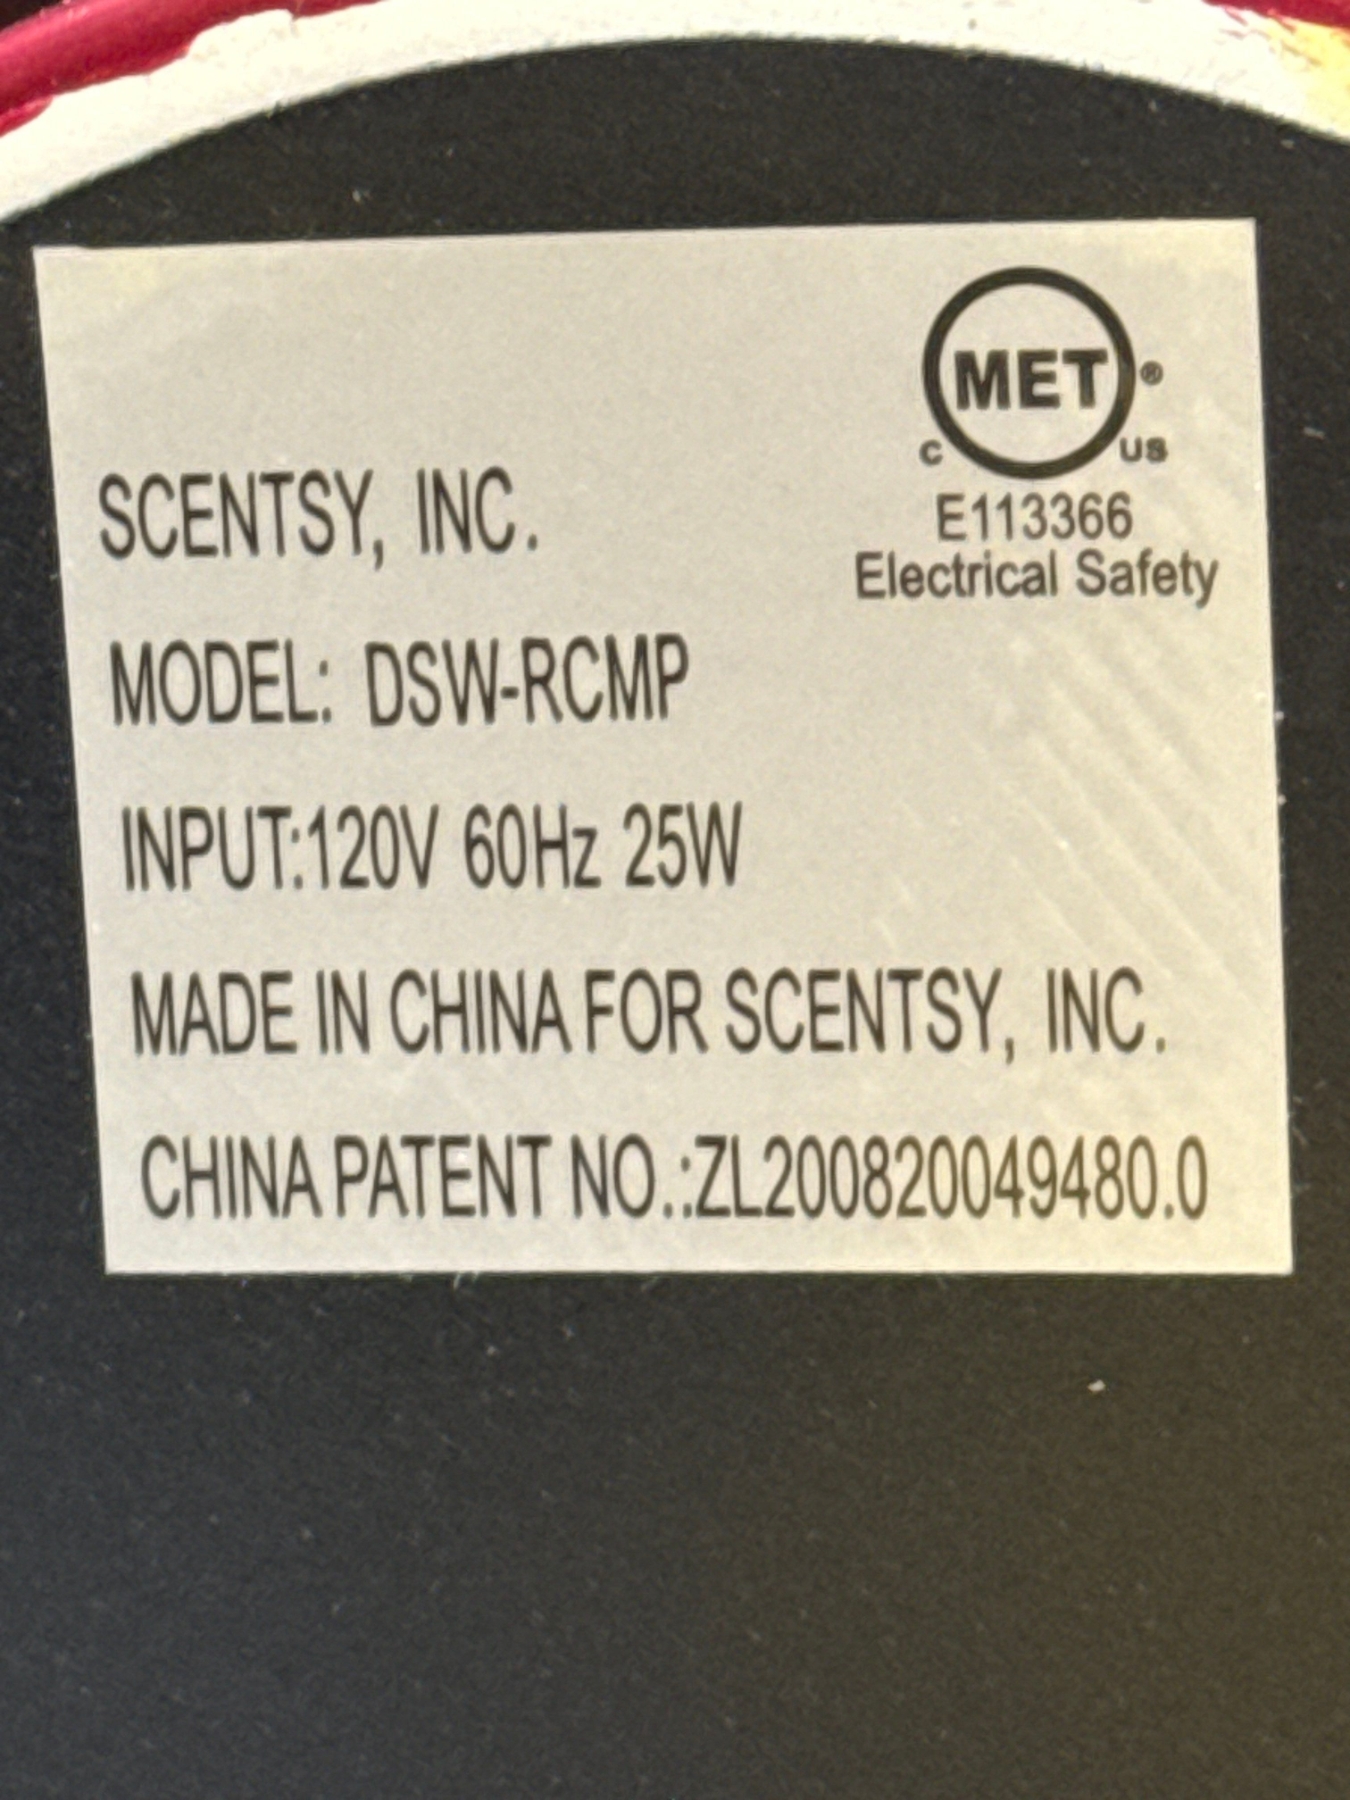 MET®
C US
E113366
Electrical Safety
SCENTSY, INC.
MODEL: DSW-RCMP
INPUT:120V 60Hz 25W
MADE IN CHINA FOR SCENTSY, INC.
CHINA PATENT NO.:ZL200820049480.0